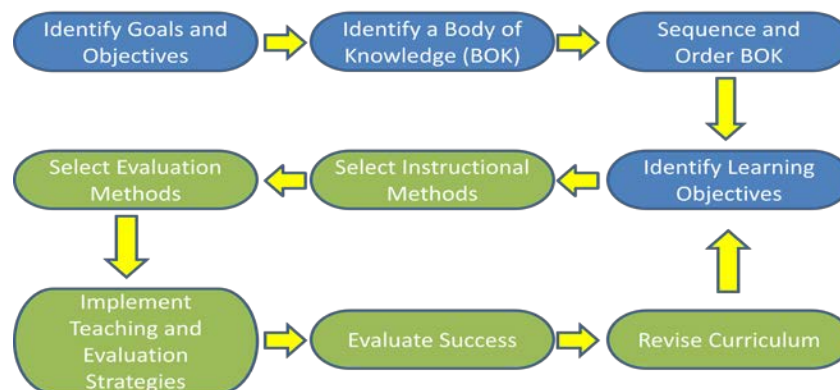 Identify Goals and
Objectives
Identify a Body of
Knowledge (BOK)
Sequence and
Order BOK
Select Evaluation
Methods
Select Instructional
Methods
Identify Learning
Objectives
Implement
Teaching and
Evaluation
Strategies
Evaluate Success
Revise Curriculum